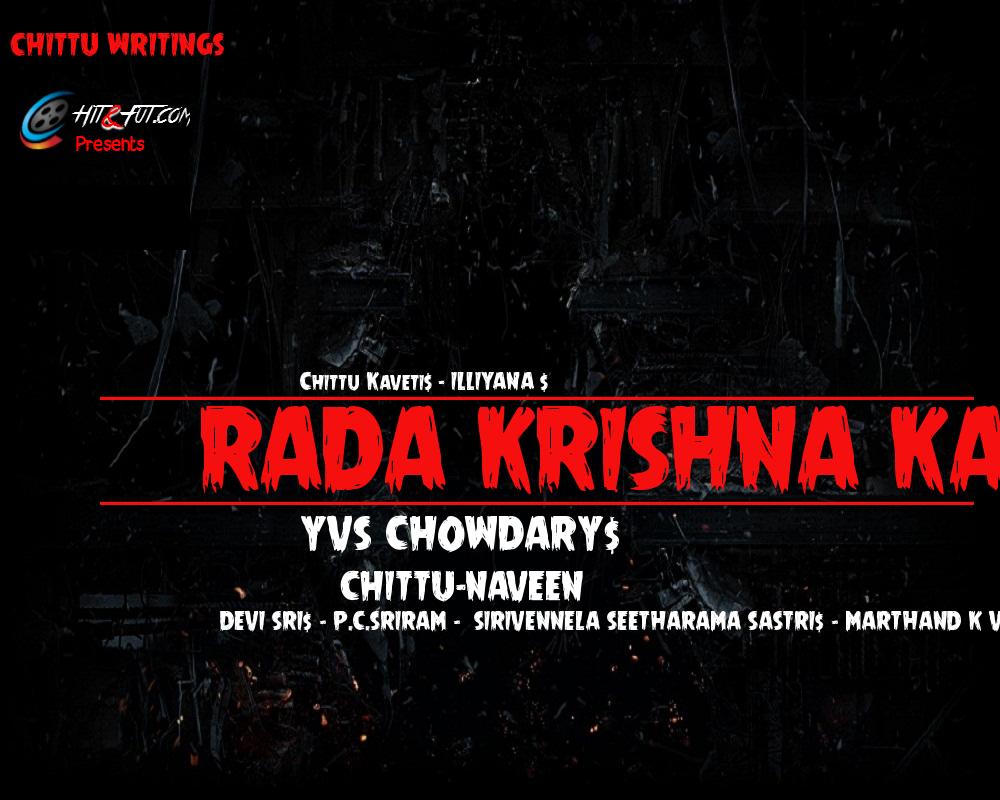 CHITTU WRITINGS
HIT&FUT.COM
Presents
Chittu Kaveti$ - ILLIYANA $
RADA KRISHNA KA
YVS CHOWDARY$
CHITTU-NAVEEN
DEVI SRI$ - P.C.SRIRAM - SIRIVENNELA SEETHARAMA SASTRI$ - MARTHAND K V